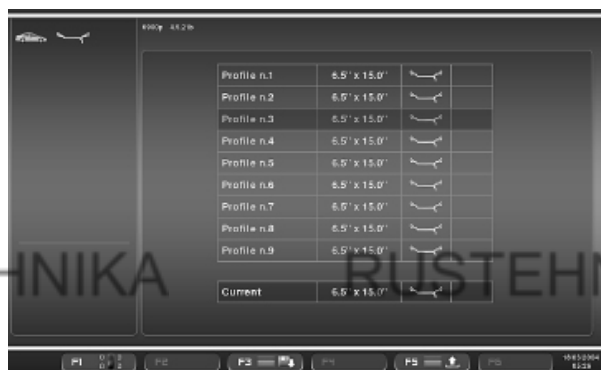 Profile n.1 6.5" x 15.0"
Profile n.2 6.5" x 15.0"
Profile n.3 6.5" x 15.0"
Profile n.4 6.5" x 15.0"
Profile n.5 6.5" x 15.0"
Profile n.6 6.5" x 15.0"
Profile n.7 6.5" x 15.0"
Profile n.8 6.5" x 15.0"
Profile n.9 6.5" x 15.0"
HNIKA RUSTEHN
Current 6.5" x 15.0"
F1 F2 F3 F4 F5 F6